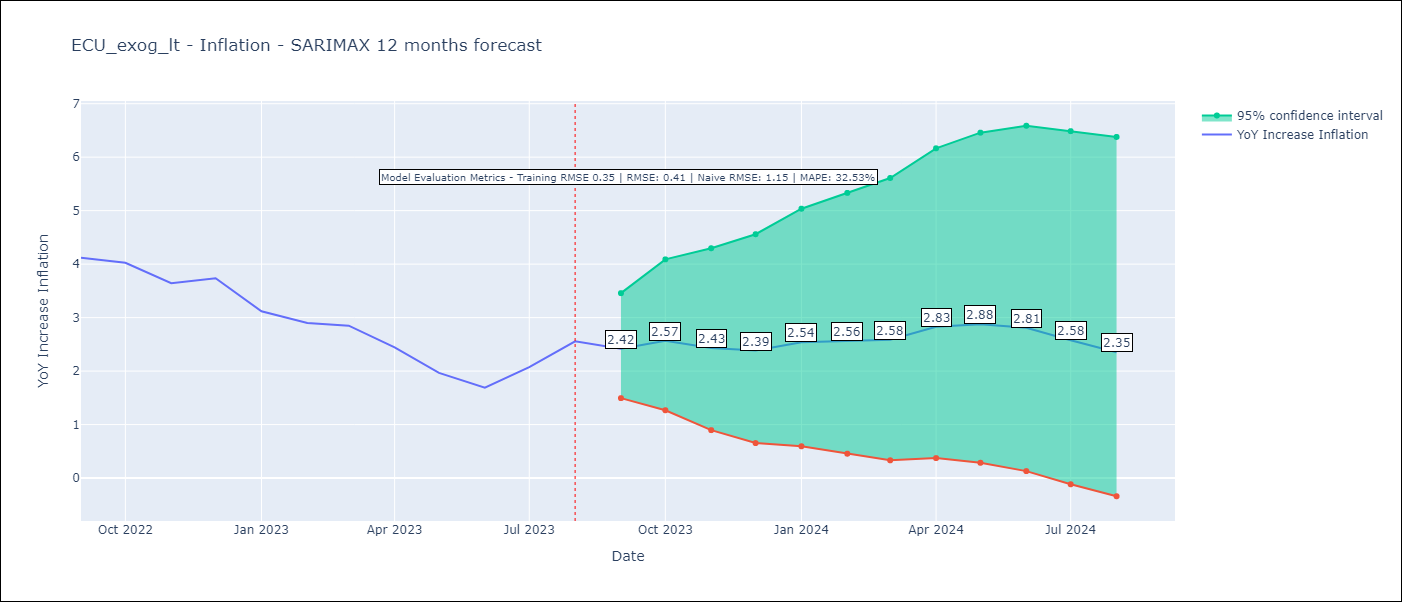 ECU_exog_lt - Inflation - SARIMAX 12 months forecast
95% confidence interval
YoY Increase Inflation
Model Evaluation Metrics - Training RMSE 0.35 | RMSE: 0.41 | Naive RMSE: 1.15 | MAPE: 32.53%
YoY Increase Inflation
7
6
5
4
3
2
1
0
2.42
2.57
2.43
2.39
2.54
2.56
2.58
2.83
2.88
2.81
2.58
2.35
Oct 2022
Jan 2023
Apr 2023
Jul 2023
Oct 2023
Jan 2024
Apr 2024
Jul 2024
Date